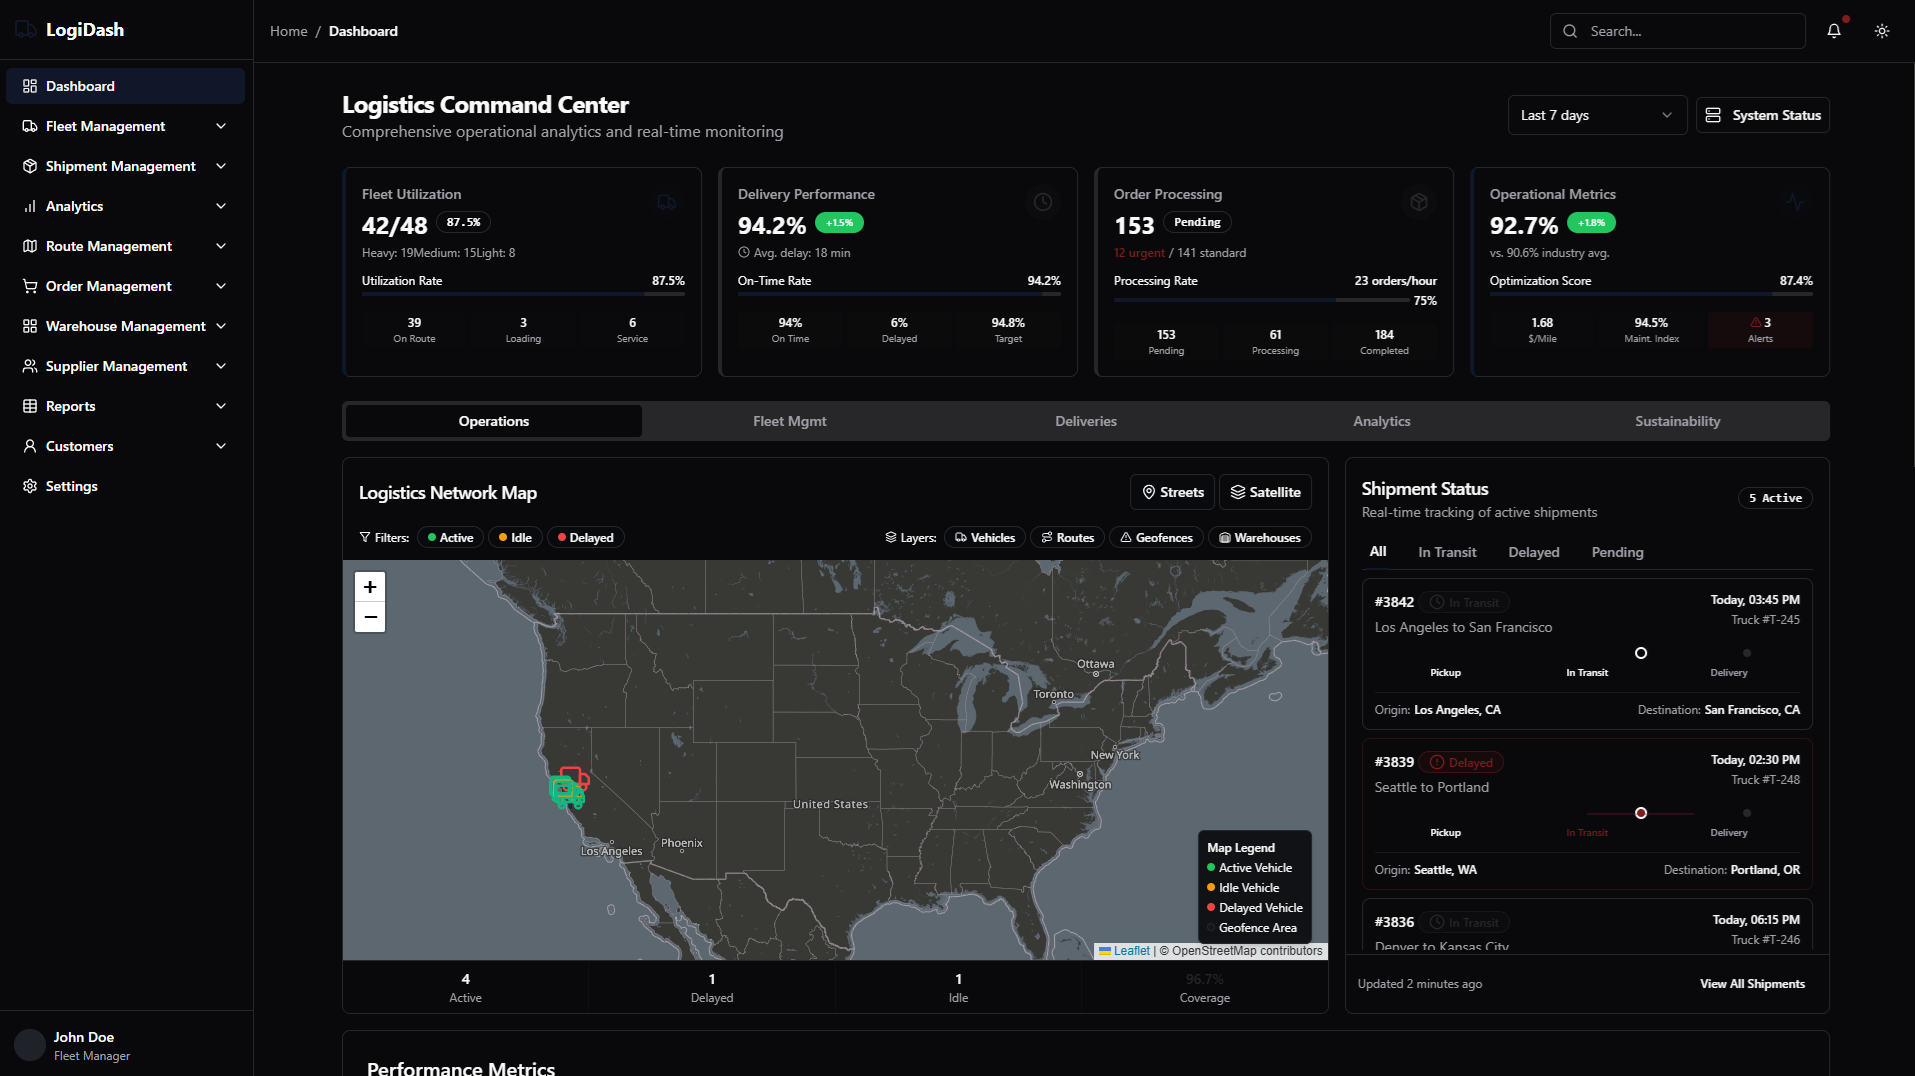 LogiDash
Home / Dashboard
Search...
Dashboard
Fleet Management
Shipment Management
Analytics
Route Management
Order Management
Warehouse Management
Supplier Management
Reports
Customers
Settings
John Doe
Fleet Manager
Logistics Command Center
Comprehensive operational analytics and real-time monitoring
Last 7 days
System Status
Fleet Utilization
42/48 87.5%
Heavy: 19Medium: 15Light: 8
Utilization Rate 87.5%
39 3 6
On Route Loading Service
Delivery Performance
94.2% +1.5%
Avg. delay: 18 min
On-Time Rate 94.2%
94% 6% 94.8%
On Time Delayed Target
Order Processing
153 Pending
12 urgent / 141 standard
Processing Rate 23 orders/hour
75%
153 61 184
Pending Processing Completed
Operational Metrics
92.7% +1.8%
vs. 90.6% industry avg.
Optimization Score 87.4%
1.68 94.5% 3
$/Mile Maint. Index Alerts
Operations Fleet Mgmt Deliveries Analytics Sustainability
Logistics Network Map
Streets Satellite
Filters: Active Idle Delayed
Layers: Vehicles Routes Geofences Warehouses
+
−
Ottawa
Toronto
New York
Washington
United States
Phoenix
Los Angeles
Map Legend
Active Vehicle
Idle Vehicle
Delayed Vehicle
Geofence Area
Leaflet | © OpenStreetMap contributors
4 1 1 96.7%
Active Delayed Idle Coverage
Shipment Status
Real-time tracking of active shipments
5 Active
All In Transit Delayed Pending
#3842 In Transit Today, 03:45 PM
Los Angeles to San Francisco Truck #T-245
Pickup In Transit Delivery
Origin: Los Angeles, CA Destination: San Francisco, CA
#3839 Delayed Today, 02:30 PM
Seattle to Portland Truck #T-248
Pickup In Transit Delivery
Origin: Seattle, WA Destination: Portland, OR
#3836 In Transit Today, 06:15 PM
Denver to Kansas City Truck #T-246
Updated 2 minutes ago View All Shipments
Performance Metrics